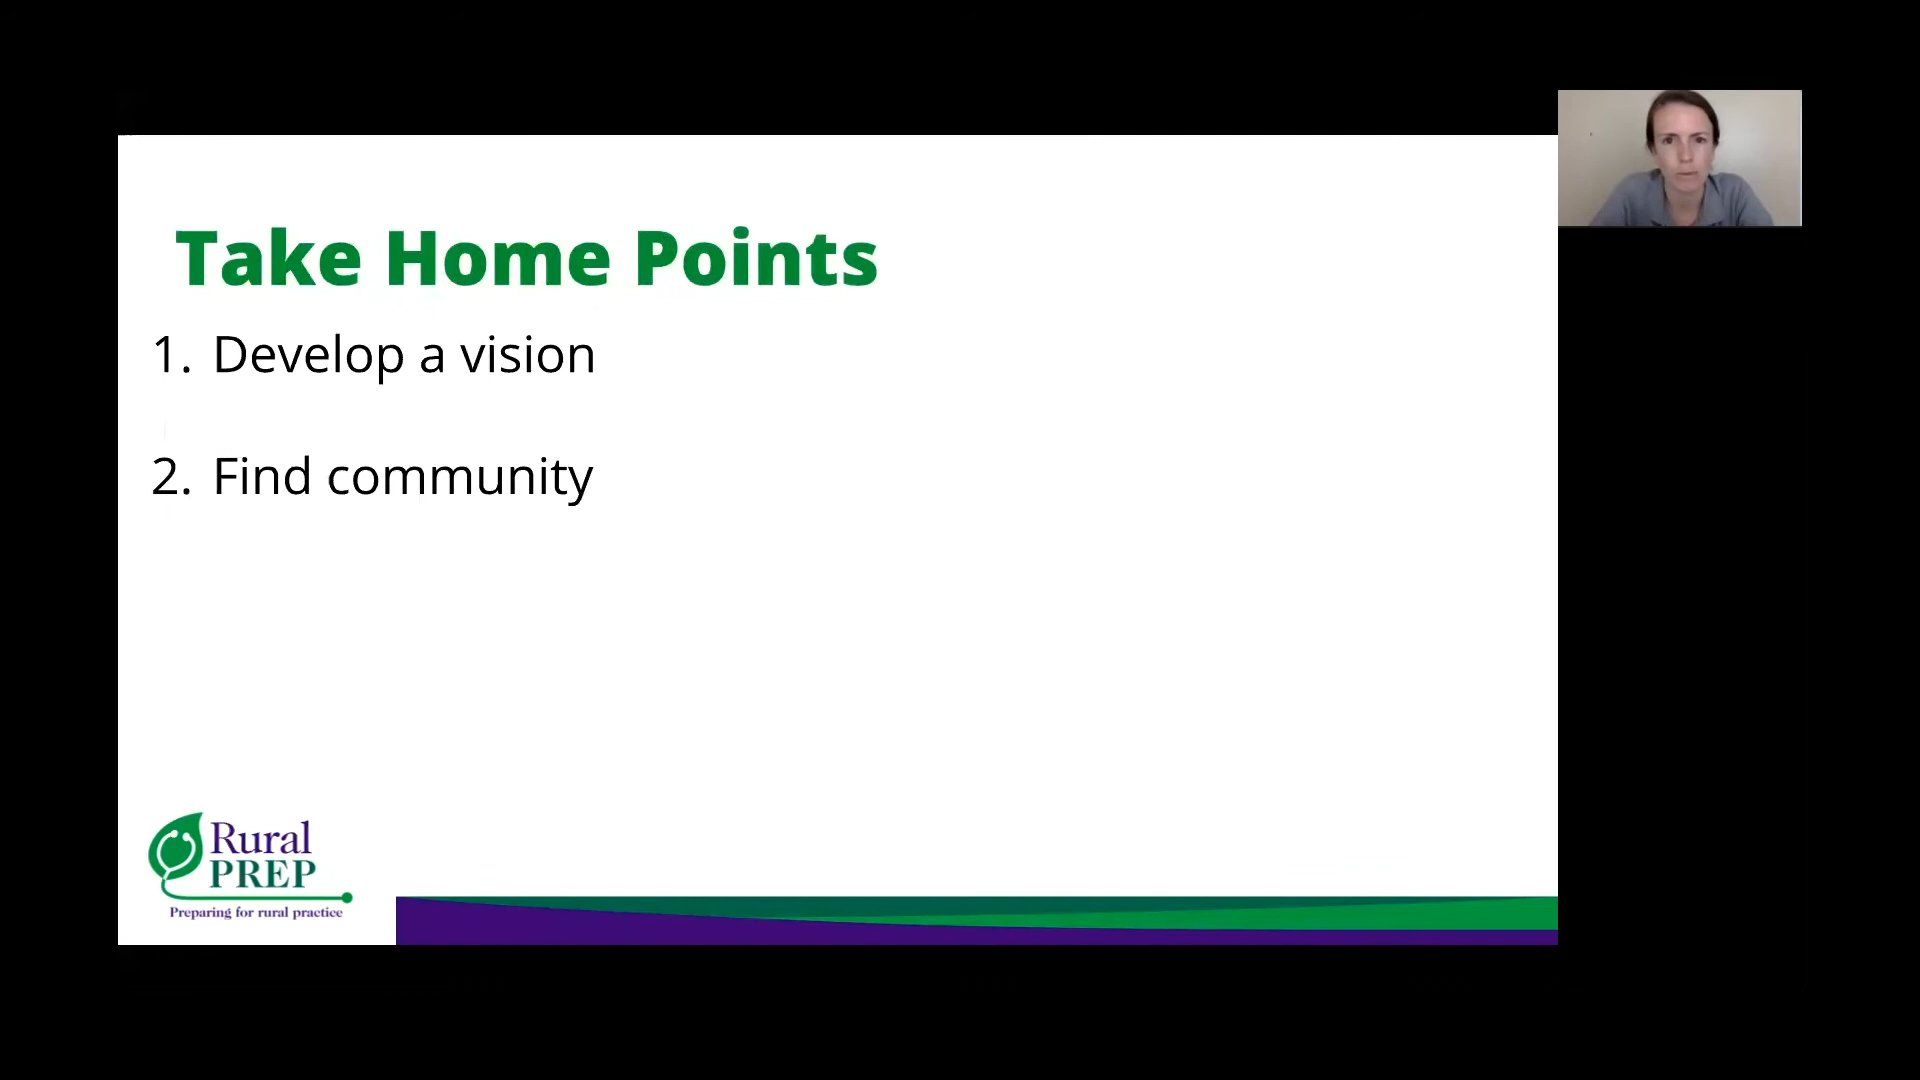 Take Home Points
1. Develop a vision
2. Find community
Rural
PREP
Preparing for rural practice